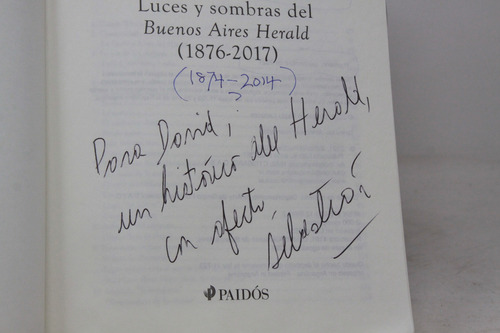 Luces y sombras del
Buenos Aires Herald
(1876-2017)
(1874-2014)
?
Para David,
un histórico del Herald,
con afecto,
Sebastián
PAIDÓS